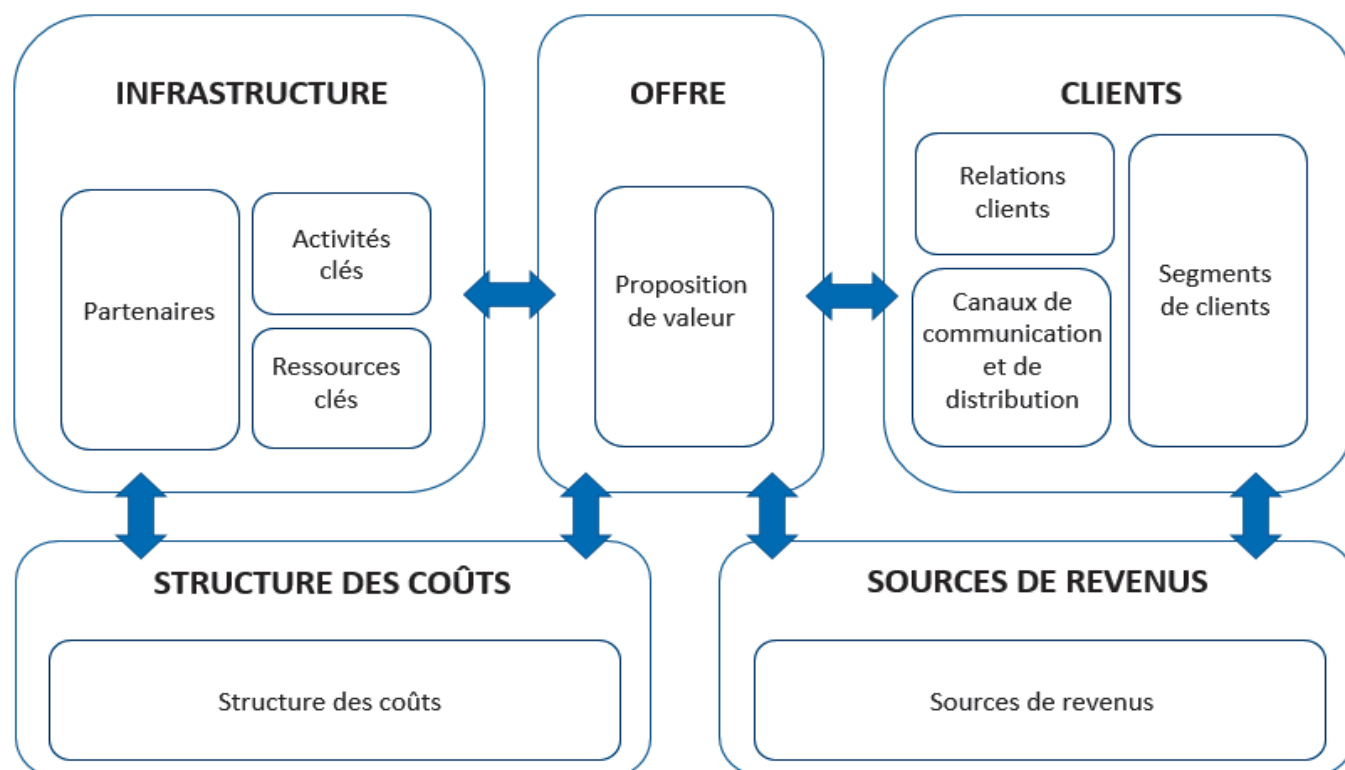 INFRASTRUCTURE
Partenaires
Activités
clés
Ressources
clés
OFFRE
Proposition
de valeur
CLIENTS
Relations
clients
Canaux de
communication
et de
distribution
Segments
de clients
STRUCTURE DES COÛTS
Structure des coûts
SOURCES DE REVENUS
Sources de revenus